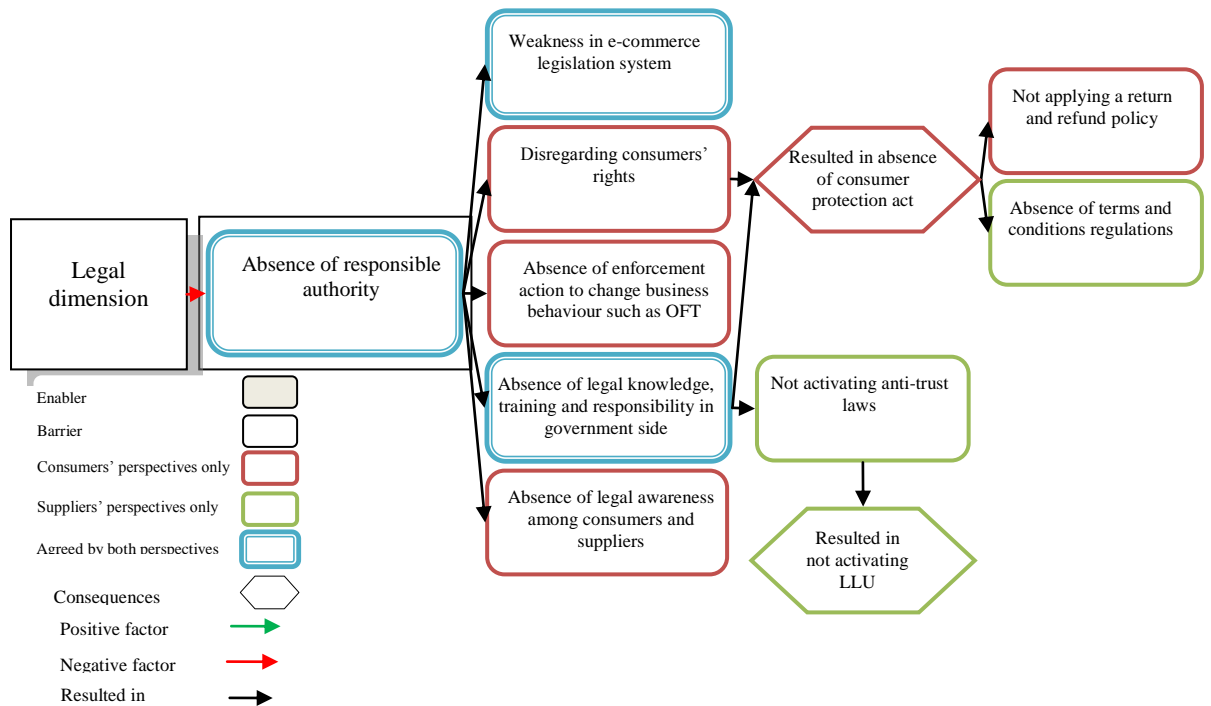 Weakness in e-commerce
legislation system
Not applying a return
and refund policy
Disregarding consumers’
rights
Resulted in absence
of consumer
protection act
Absence of terms and
conditions regulations
Legal
dimension
Absence of responsible
authority
Absence of enforcement
action to change business
behaviour such as OFT
Absence of legal knowledge,
training and responsibility in
government side
Not activating anti-trust
laws
Absence of legal awareness
among consumers and
suppliers
Resulted in
not activating
LLU
Enabler
Barrier
Consumers’ perspectives only
Suppliers’ perspectives only
Agreed by both perspectives
Consequences
Positive factor
Negative factor
Resulted in